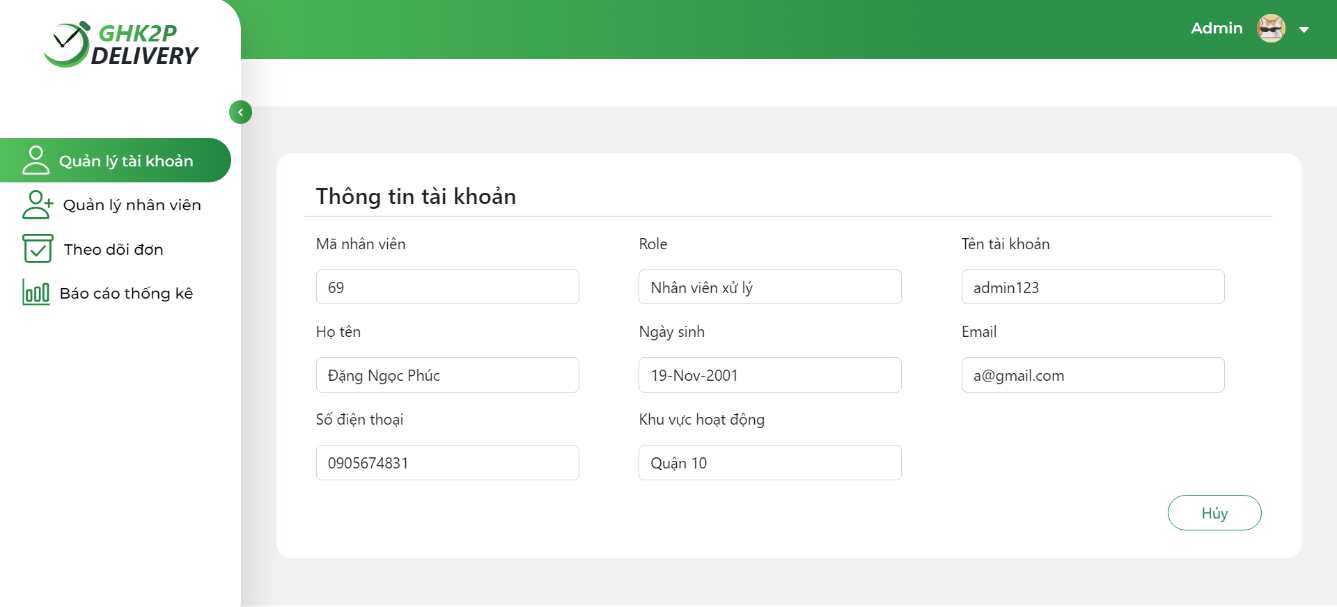 GHK2P
DELIVERY
Admin
Quản lý tài khoản
Quản lý nhân viên
Theo dõi đơn
Báo cáo thống kê
Thông tin tài khoản
Mã nhân viên
Role
Tên tài khoản
69
Nhân viên xử lý
admin123
Họ tên
Ngày sinh
Email
Đặng Ngọc Phúc
19-Nov-2001
a@gmail.com
Số điện thoại
Khu vực hoạt động
0905674831
Quận 10
Hủy